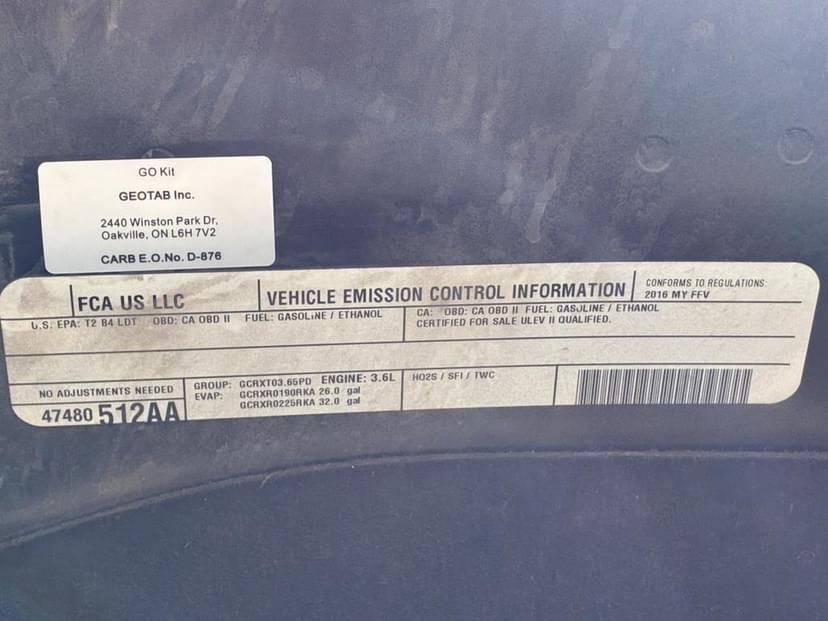 GO Kit
GEOTAB Inc.
2440 Winston Park Dr,
Oakville, ON L6H 7V2
CARB E.O.No. D-876
FCA US LLC
VEHICLE EMISSION CONTROL INFORMATION
CONFORMS TO REGULATIONS:
2016 MY FFV
U.S. EPA: T2 B4 LDT OBD: CA OBD II FUEL: GASOLINE / ETHANOL
CA: OBD: CA OBD II FUEL: GASOLINE / ETHANOL
CERTIFIED FOR SALE ULEV II QUALIFIED.
NO ADJUSTMENTS NEEDED
47480 512AA
GROUP: GCRXT03.65PD ENGINE: 3.6L
EVAP: GCRXR0190RKA 26.0 gal
GCRXR0225RKA 32.0 gal
HO2S / SFI / TWC